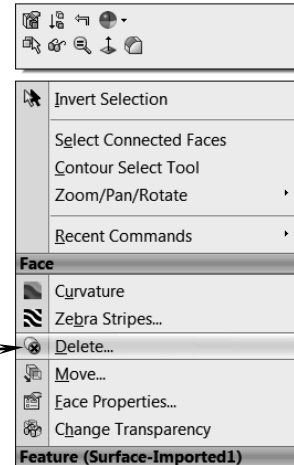 Invert Selection
Select Connected Faces
Contour Select Tool
Zoom/Pan/Rotate
Recent Commands
Face
Curvature
Zebra Stripes...
Delete...
Move...
Face Properties...
Change Transparency
Feature (Surface-Imported1)